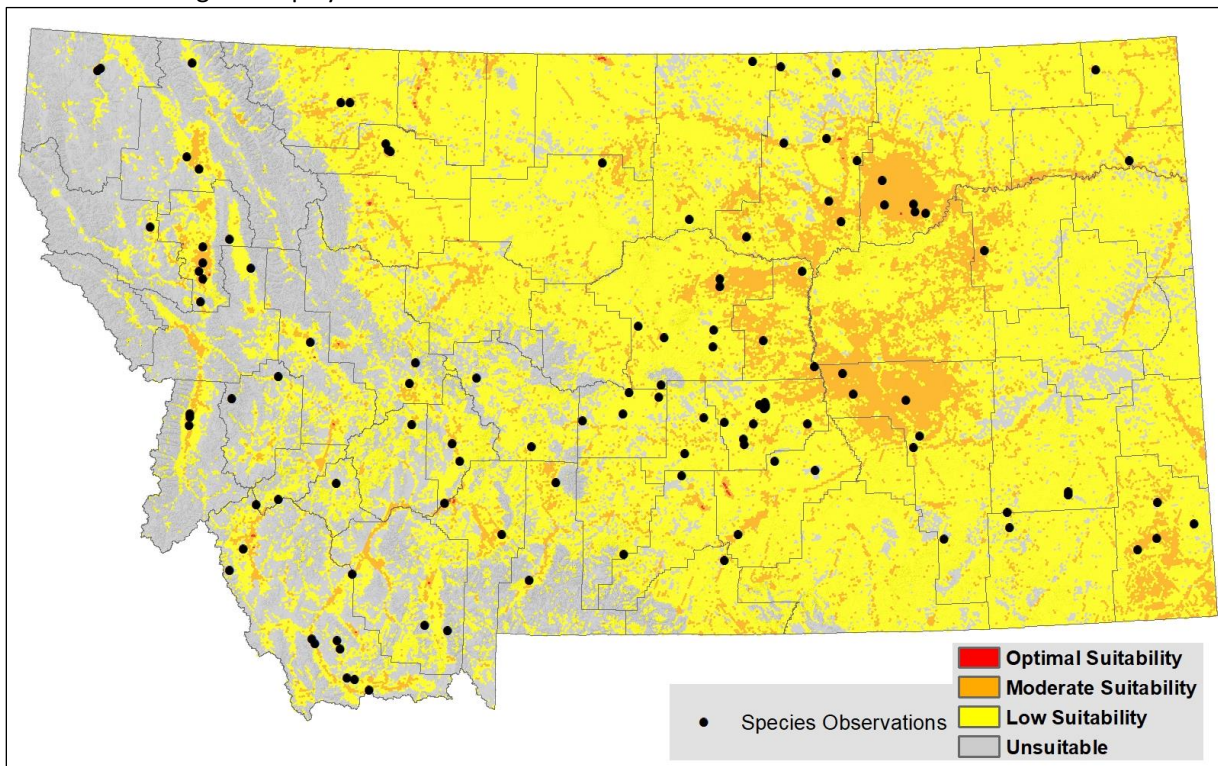 Optimal Suitability
Moderate Suitability
Species Observations
Low Suitability
Unsuitable